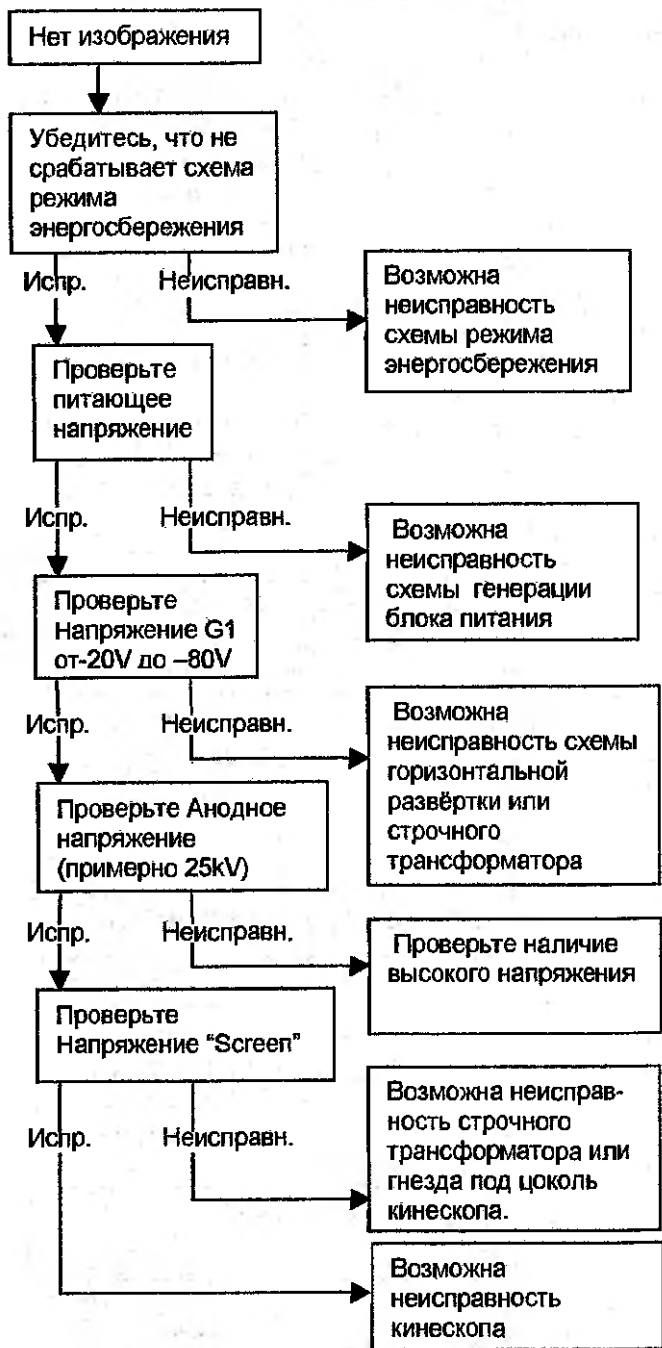 Нет изображения
Убедитесь, что не
срабатывает схема
режима
энергосбережения
Испр.
Неисправн.
Возможна
неисправность
схемы режима
энергосбережения
Проверьте
питающее
напряжение
Испр.
Неисправн.
Возможна
неисправность
схемы генерации
блока питания
Проверьте
Напряжение G1
от-20V до –80V
Испр.
Неисправн.
Возможна
неисправность схемы
горизонтальной
развёртки или
строчного
трансформатора
Проверьте Анодное
напряжение
(примерно 25kV)
Испр.
Неисправн.
Проверьте наличие
высокого напряжения
Проверьте
Напряжение “Screen”
Испр.
Неисправн.
Возможна неисправ-
ность строчного
трансформатора или
гнезда под цоколь
кинескопа.
Возможна
неисправность
кинескопа